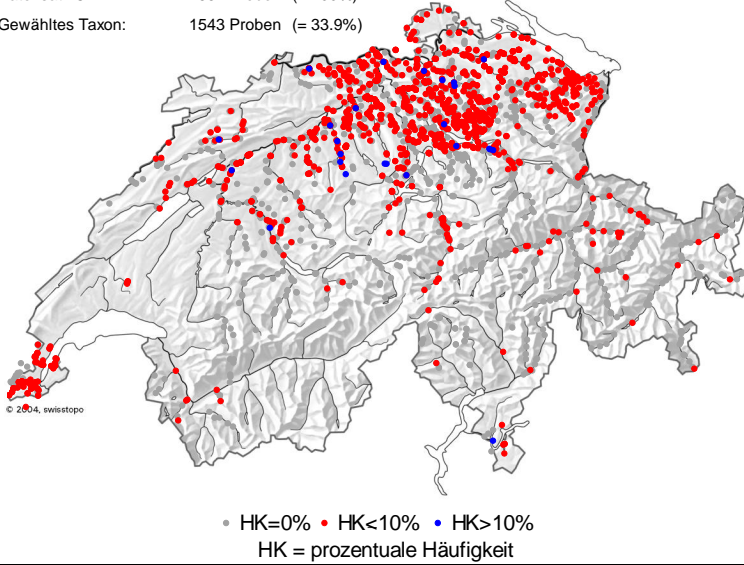 Gewähltes Taxon: 1543 Proben (= 33.9%)
© 2004, swisstopo
HK=0% HK<10% HK>10%
HK = prozentuale Häufigkeit